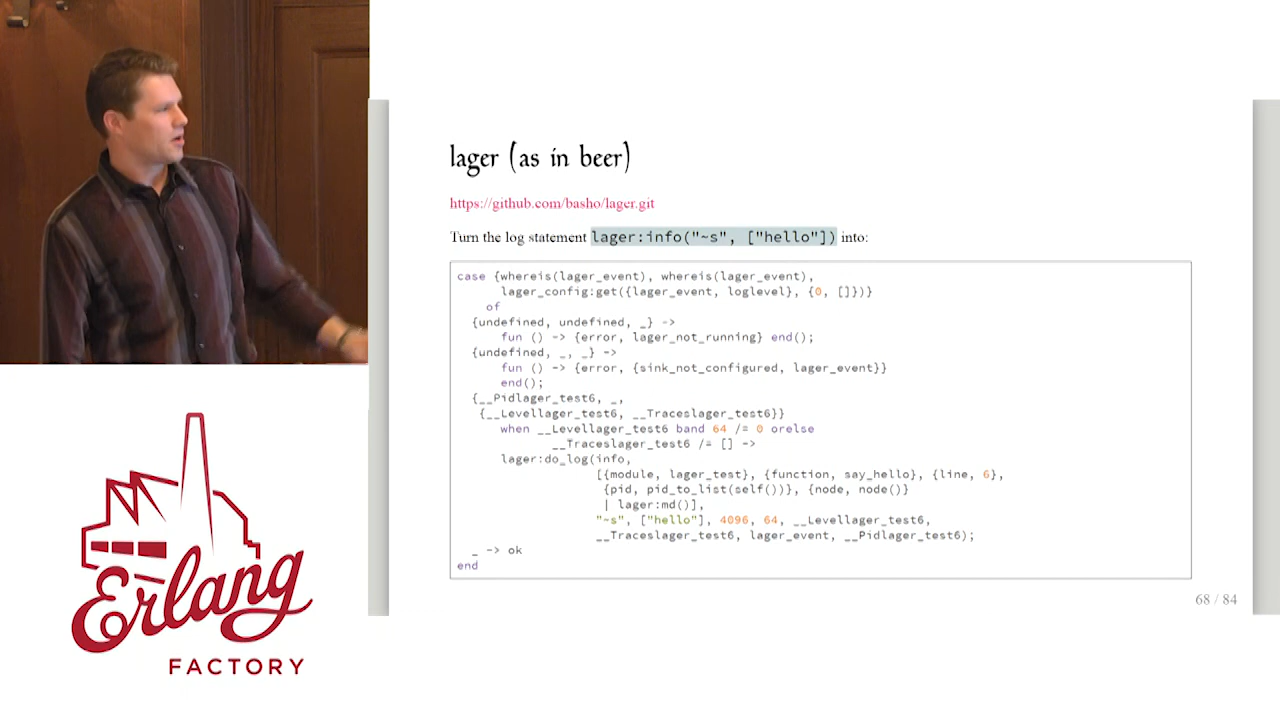 lager (as in beer)
https://github.com/basho/lager.git
Turn the log statement lager:info("~s", ["hello"]) into:
case {whereis(lager_event), whereis(lager_event),
lager_config:get({lager_event, loglevel}, {0, []})}
of
{undefined, undefined, _} ->
fun () -> {error, lager_not_running} end();
{undefined, _, _} ->
fun () -> {error, {sink_not_configured, lager_event}}
end();
{__Pidlager_test6, _,
{__Levellager_test6, __Traceslager_test6}}
when __Levellager_test6 band 64 /= 0 orelse
__Traceslager_test6 /= [] ->
lager:do_log(info,
[{module, lager_test}, {function, say_hello}, {line, 6},
{pid, pid_to_list(self())}, {node, node()}
| lager:md()],
"~s", ["hello"], 4096, 64, __Levellager_test6,
__Traceslager_test6, lager_event, __Pidlager_test6);
_ -> ok
end
68 / 84
Erlang
FACTORY